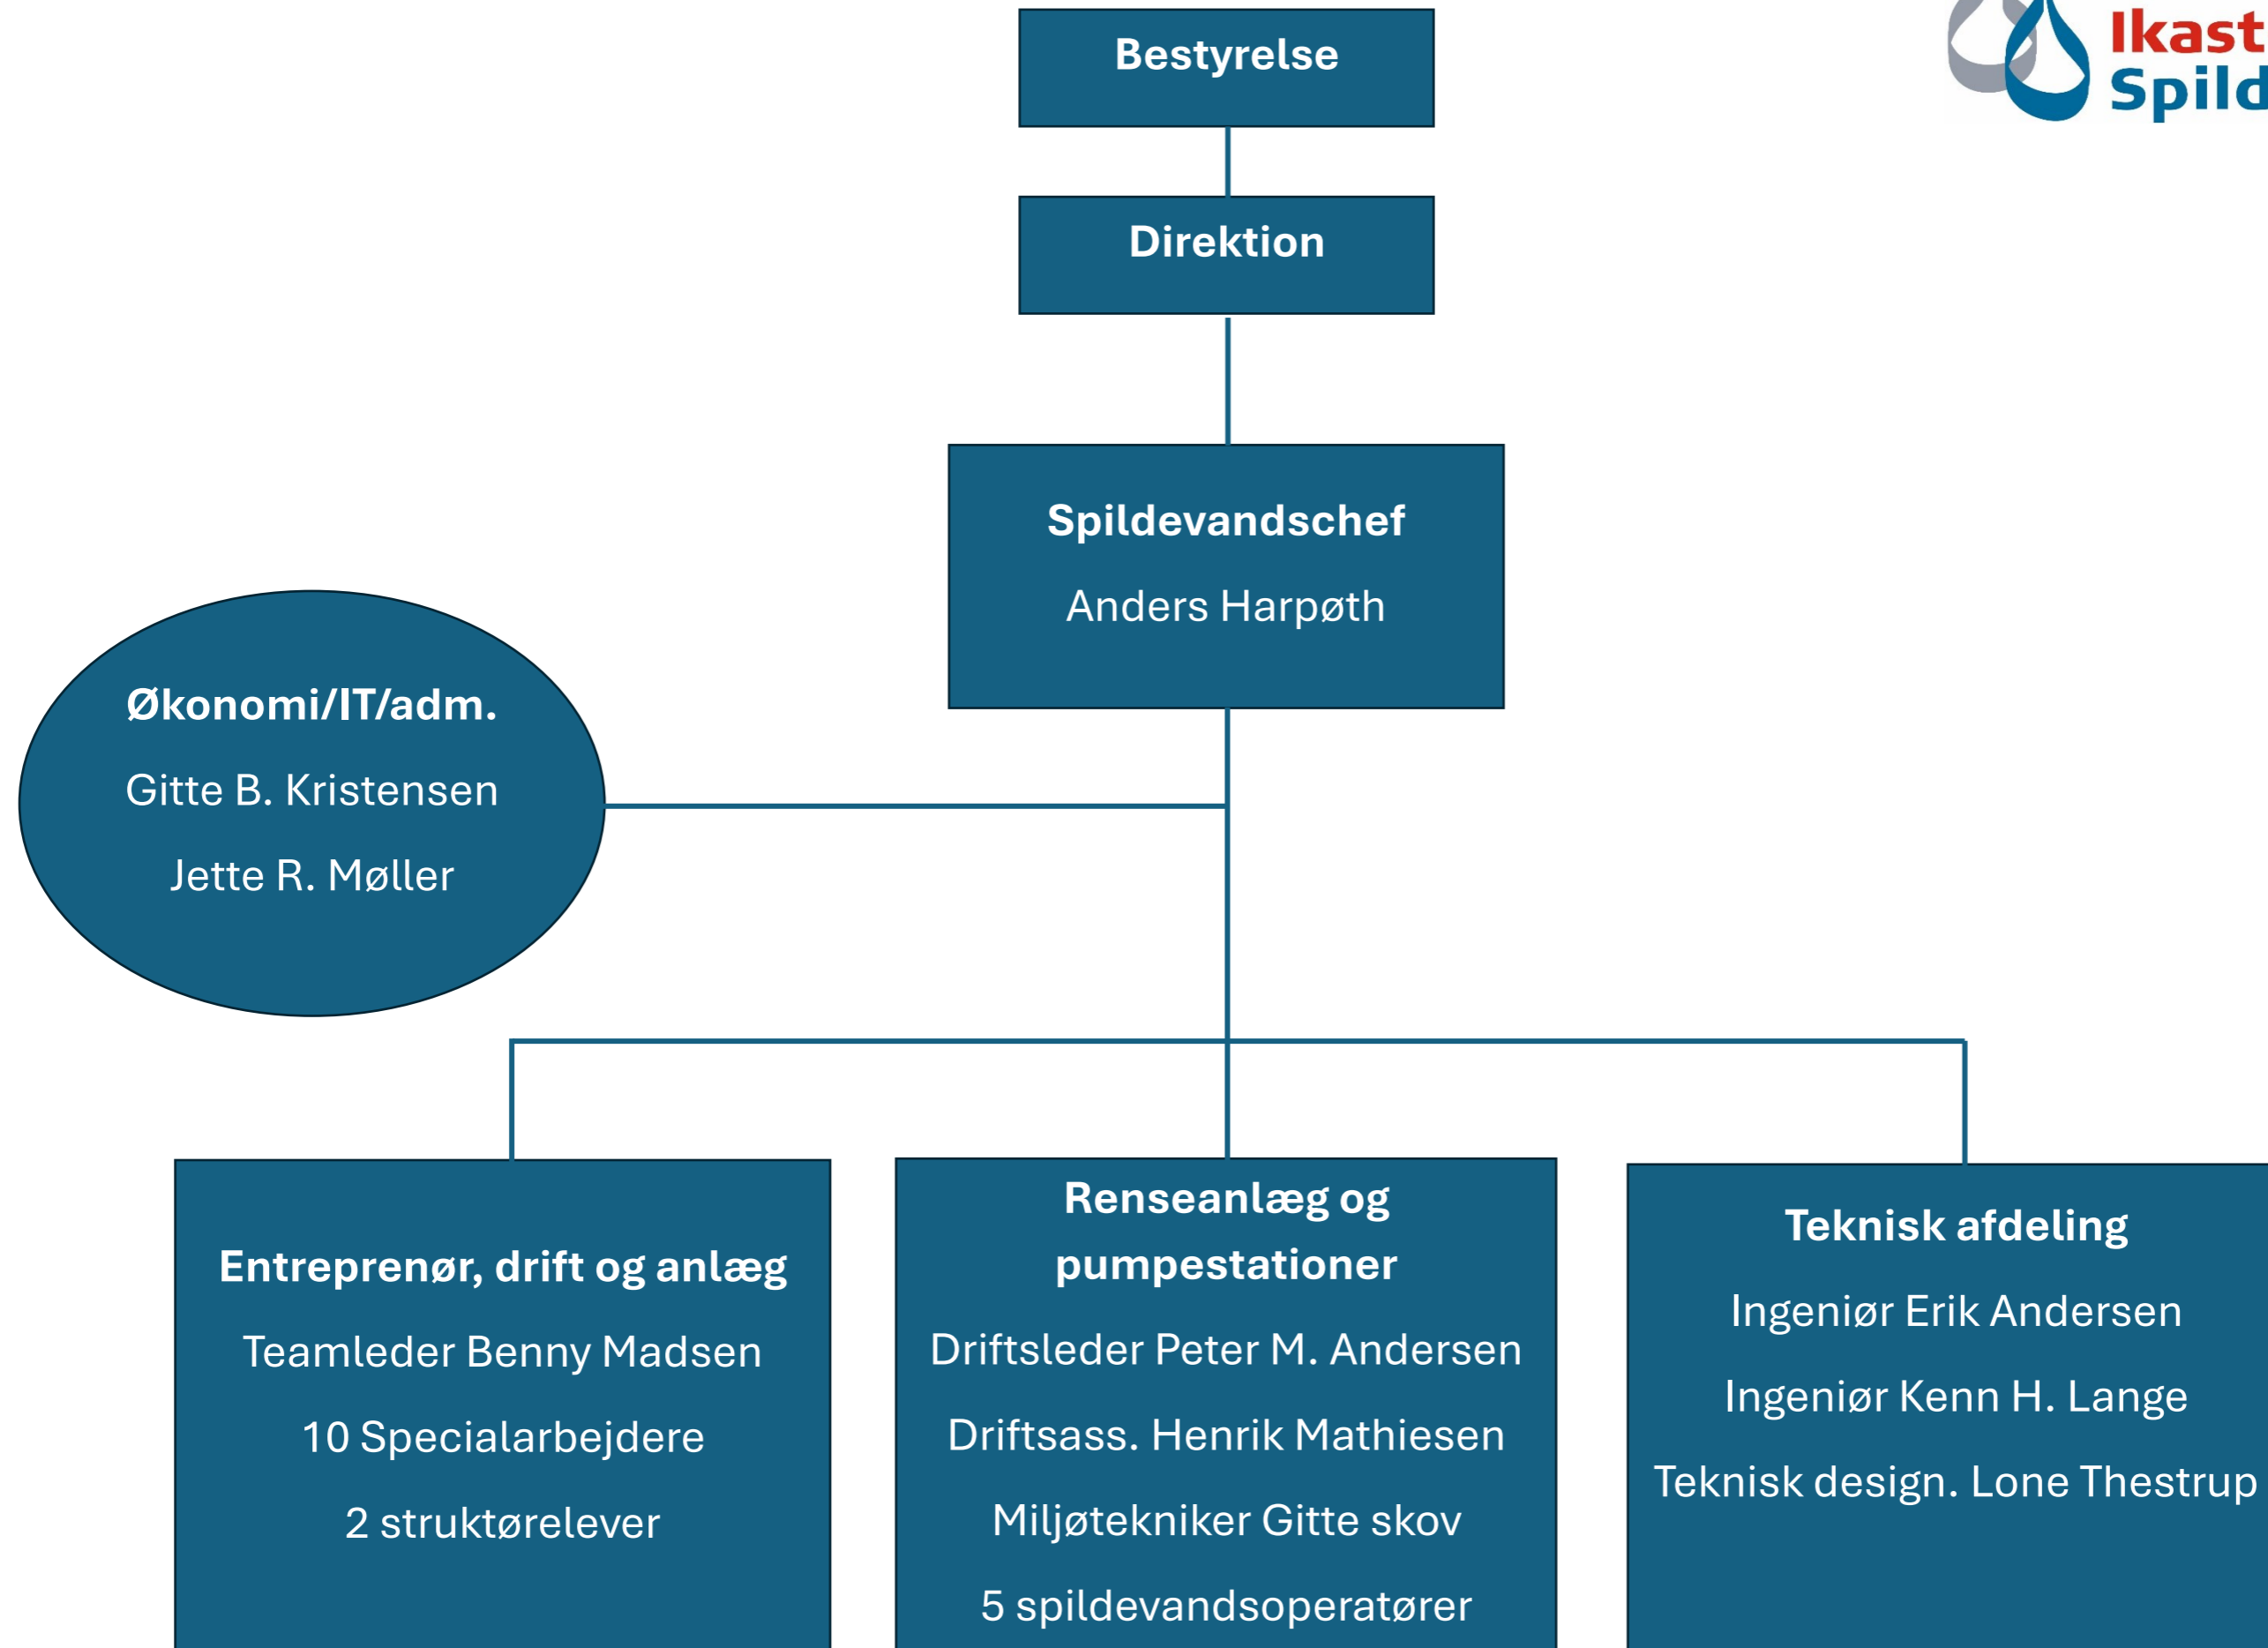 Bestyrelse
Ikast
Spild
Direktion
Spildevandschef
Anders Harpøth
Økonomi/IT/adm.
Gitte B. Kristensen
Jette R. Møller
Entreprenør, drift og anlæg
Teamleder Benny Madsen
10 Specialarbejdere
2 struktørelever
Renseanlæg og
pumpestationer
Driftsleder Peter M. Andersen
Driftsass. Henrik Mathiesen
Miljøtekniker Gitte skov
5 spildevandsoperatører
Teknisk afdeling
Ingeniør Erik Andersen
Ingeniør Kenn H. Lange
Teknisk design. Lone Thestrup